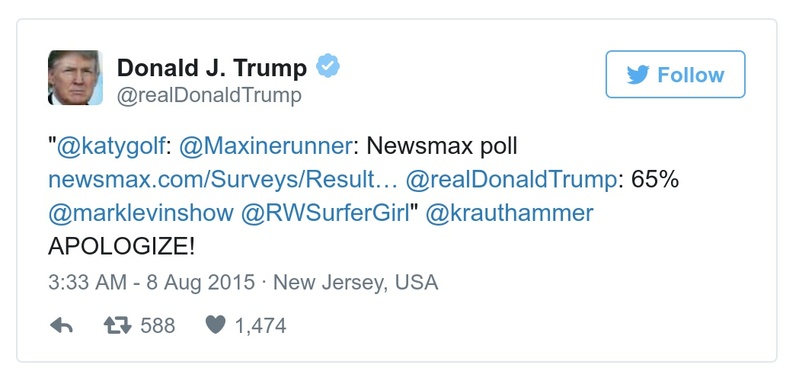 Donald J. Trump
@realDonaldTrump
Follow
"@katygolf: @Maxinerunner: Newsmax poll
newsmax.com/Surveys/Result… @realDonaldTrump: 65%
@marklevinshow @RWSurferGirl" @krauthammer
APOLOGIZE!
3:33 AM - 8 Aug 2015 · New Jersey, USA
588 1,474